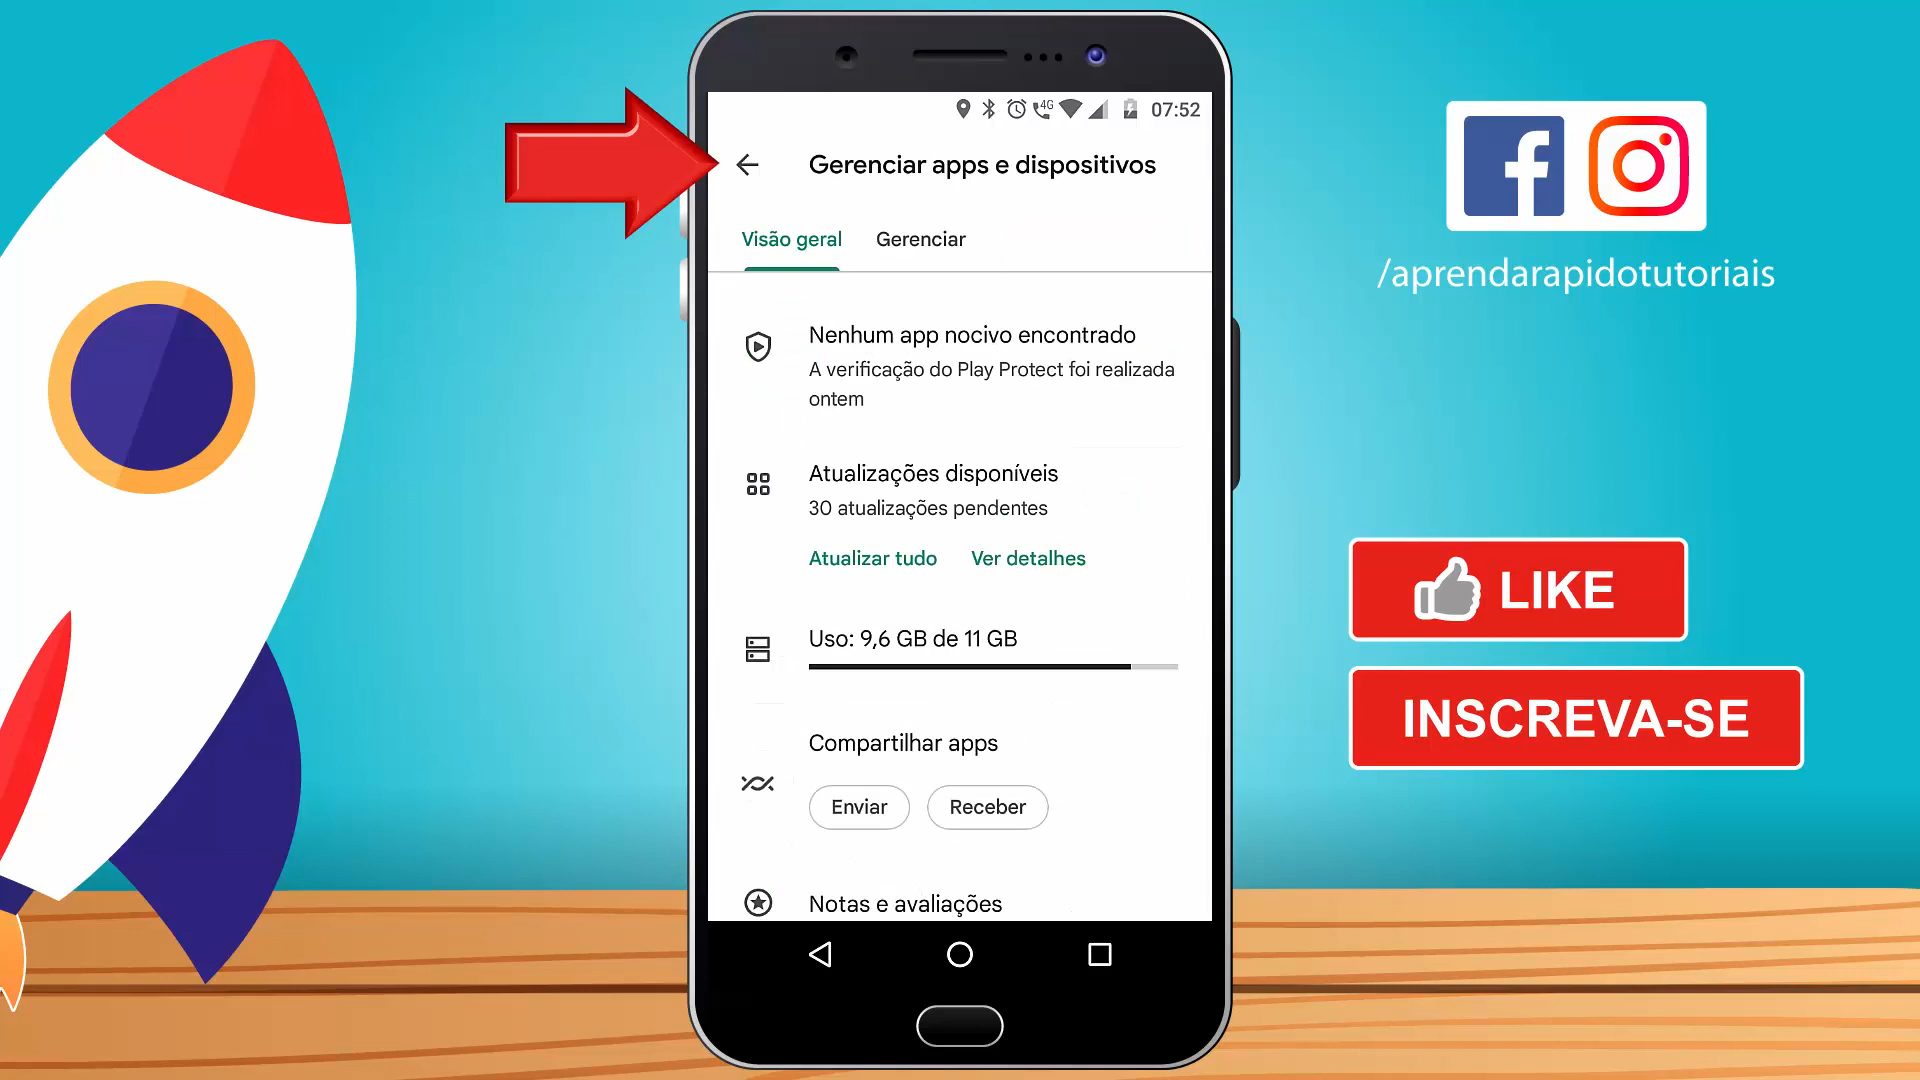 4G 07:52
Gerenciar apps e dispositivos
Visão geral Gerenciar
Nenhum app nocivo encontrado
A verificação do Play Protect foi realizada
ontem
Atualizações disponíveis
30 atualizações pendentes
Atualizar tudo Ver detalhes
Uso: 9,6 GB de 11 GB
Compartilhar apps
Enviar Receber
Notas e avaliações
/aprendarapidotutoriais
LIKE
INSCREVA-SE